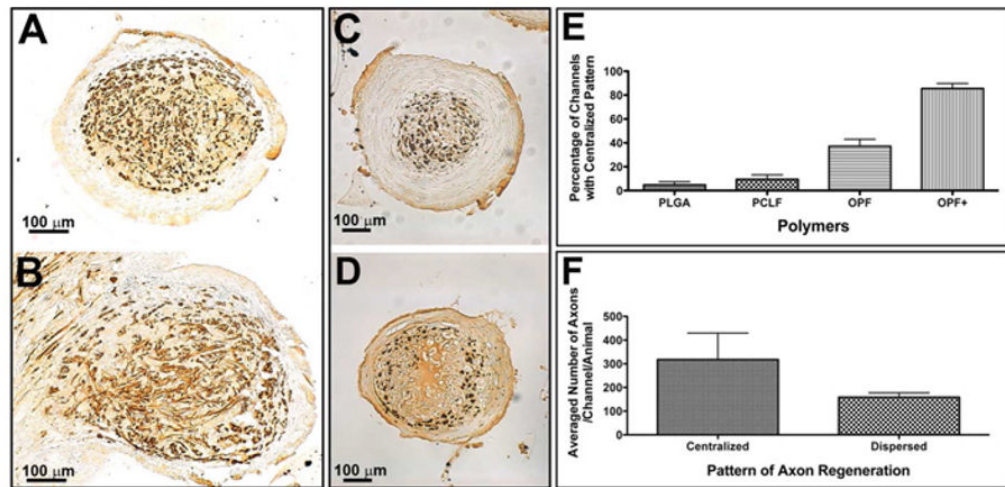 A
100 μm
B
100 μm
C
100 μm
D
100 μm
E
Percentage of Channels
with Centralized Pattern
100
80
60
40
20
0
PLGA PCLF OPF OPF+
Polymers
F
Averaged Number of Axons
/Channel/Animal
500
400
300
200
100
0
Centralized Dispersed
Pattern of Axon Regeneration